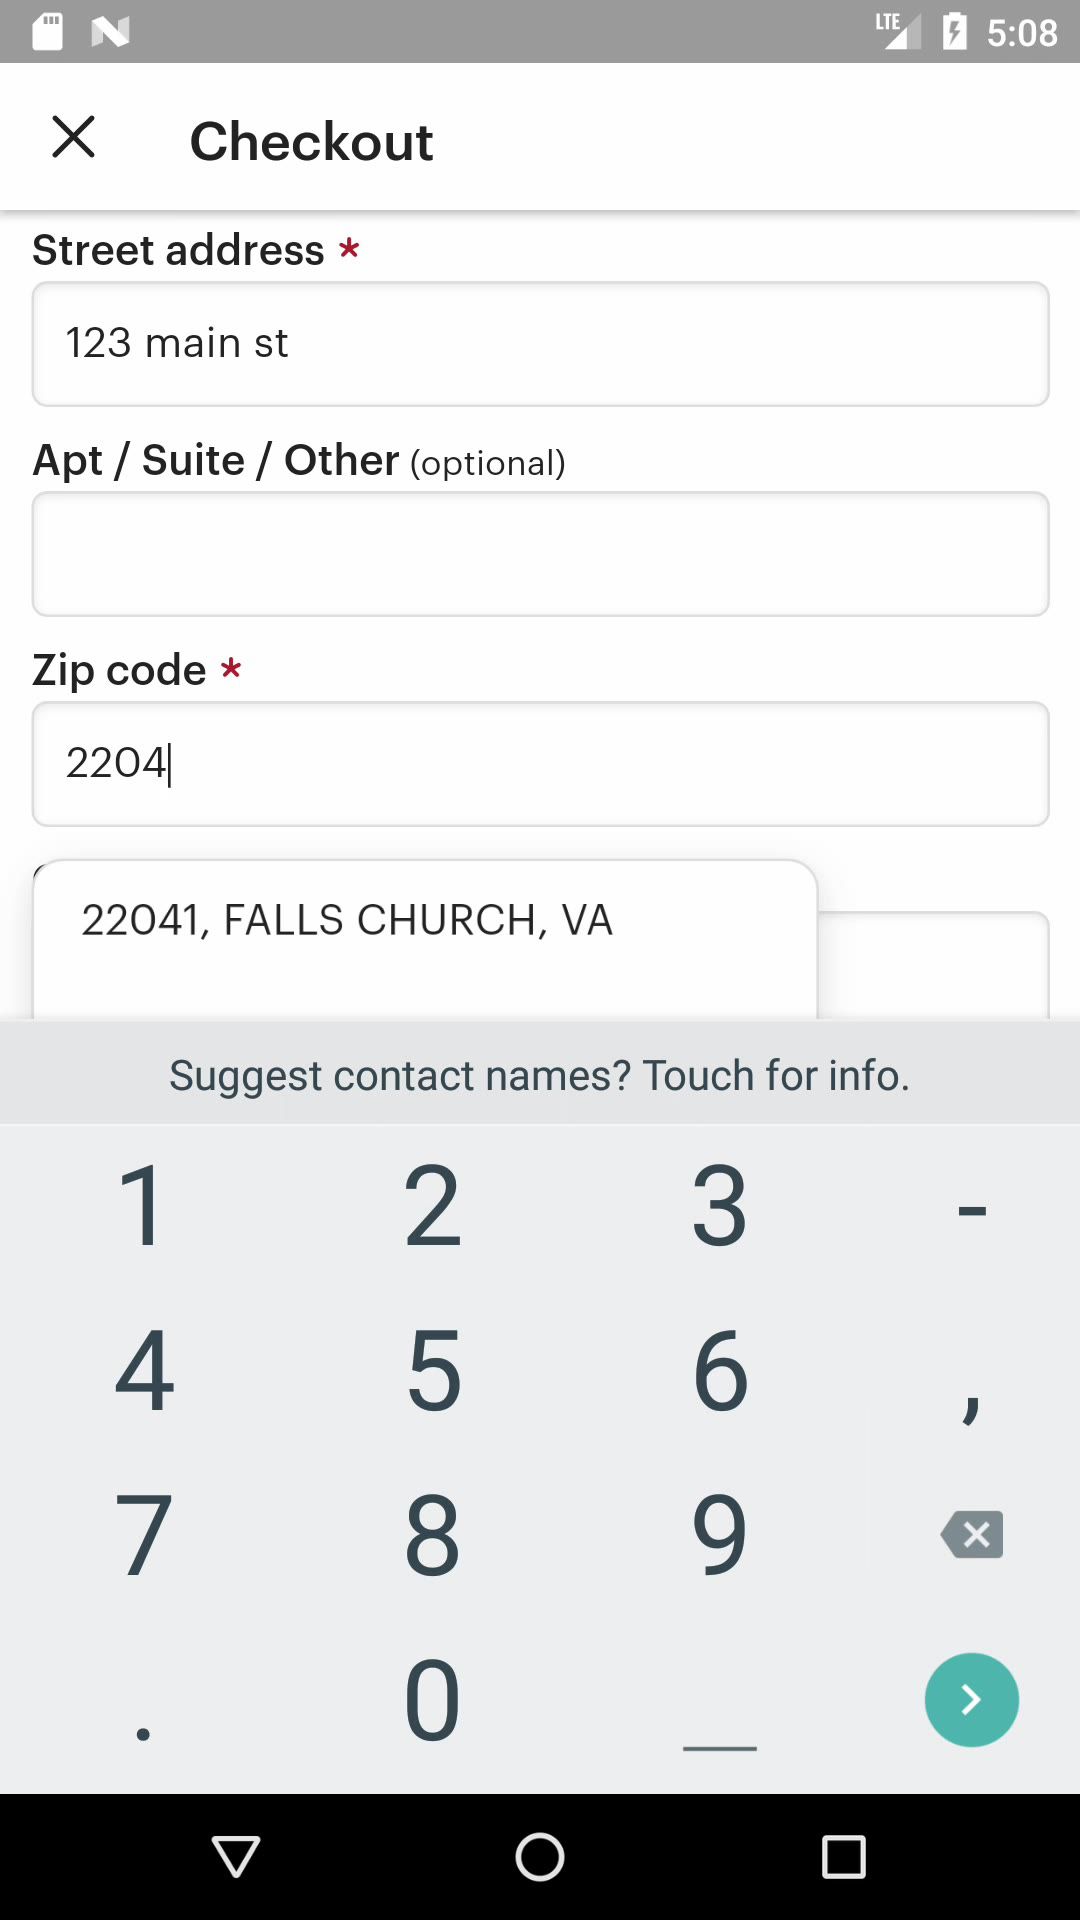 LTE 5:08
Checkout
Street address *
123 main st
Apt / Suite / Other (optional)
Zip code *
2204
22041, FALLS CHURCH, VA
Suggest contact names? Touch for info.
1 2 3 -
4 5 6 ,
7 8 9
. 0 _